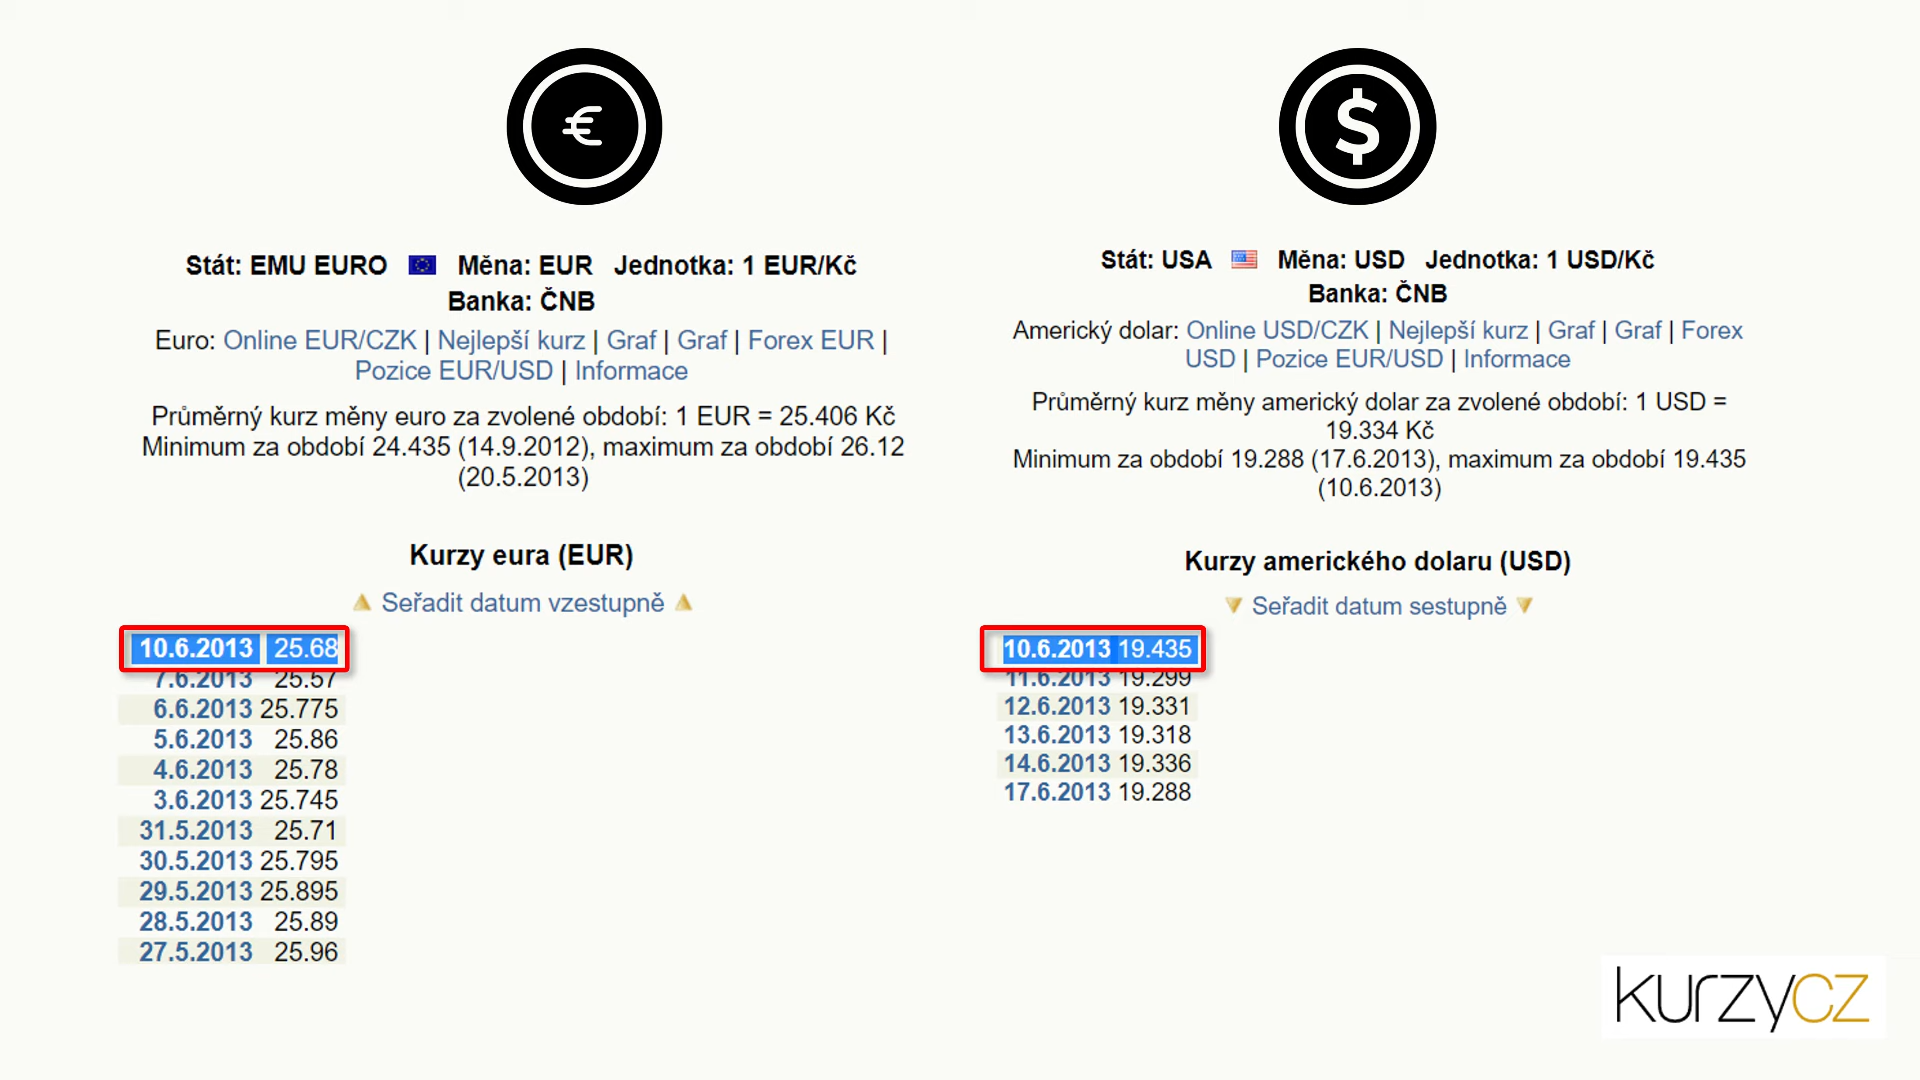 €
Stát: EMU EURO Měna: EUR Jednotka: 1 EUR/Kč
Banka: ČNB
Euro: Online EUR/CZK | Nejlepší kurz | Graf | Graf | Forex EUR |
Pozice EUR/USD | Informace
Průměrný kurz měny euro za zvolené období: 1 EUR = 25.406 Kč
Minimum za období 24.435 (14.9.2012), maximum za období 26.12
(20.5.2013)
Kurzy eura (EUR)
Seřadit datum vzestupně
10.6.2013 25.68
7.6.2013 25.57
6.6.2013 25.775
5.6.2013 25.86
4.6.2013 25.78
3.6.2013 25.745
31.5.2013 25.71
30.5.2013 25.795
29.5.2013 25.895
28.5.2013 25.89
27.5.2013 25.96
$
Stát: USA Měna: USD Jednotka: 1 USD/Kč
Banka: ČNB
Americký dolar: Online USD/CZK | Nejlepší kurz | Graf | Graf | Forex
USD | Pozice EUR/USD | Informace
Průměrný kurz měny americký dolar za zvolené období: 1 USD =
19.334 Kč
Minimum za období 19.288 (17.6.2013), maximum za období 19.435
(10.6.2013)
Kurzy amerického dolaru (USD)
Seřadit datum sestupně
10.6.2013 19.435
11.6.2013 19.299
12.6.2013 19.331
13.6.2013 19.318
14.6.2013 19.336
17.6.2013 19.288
kurzycz